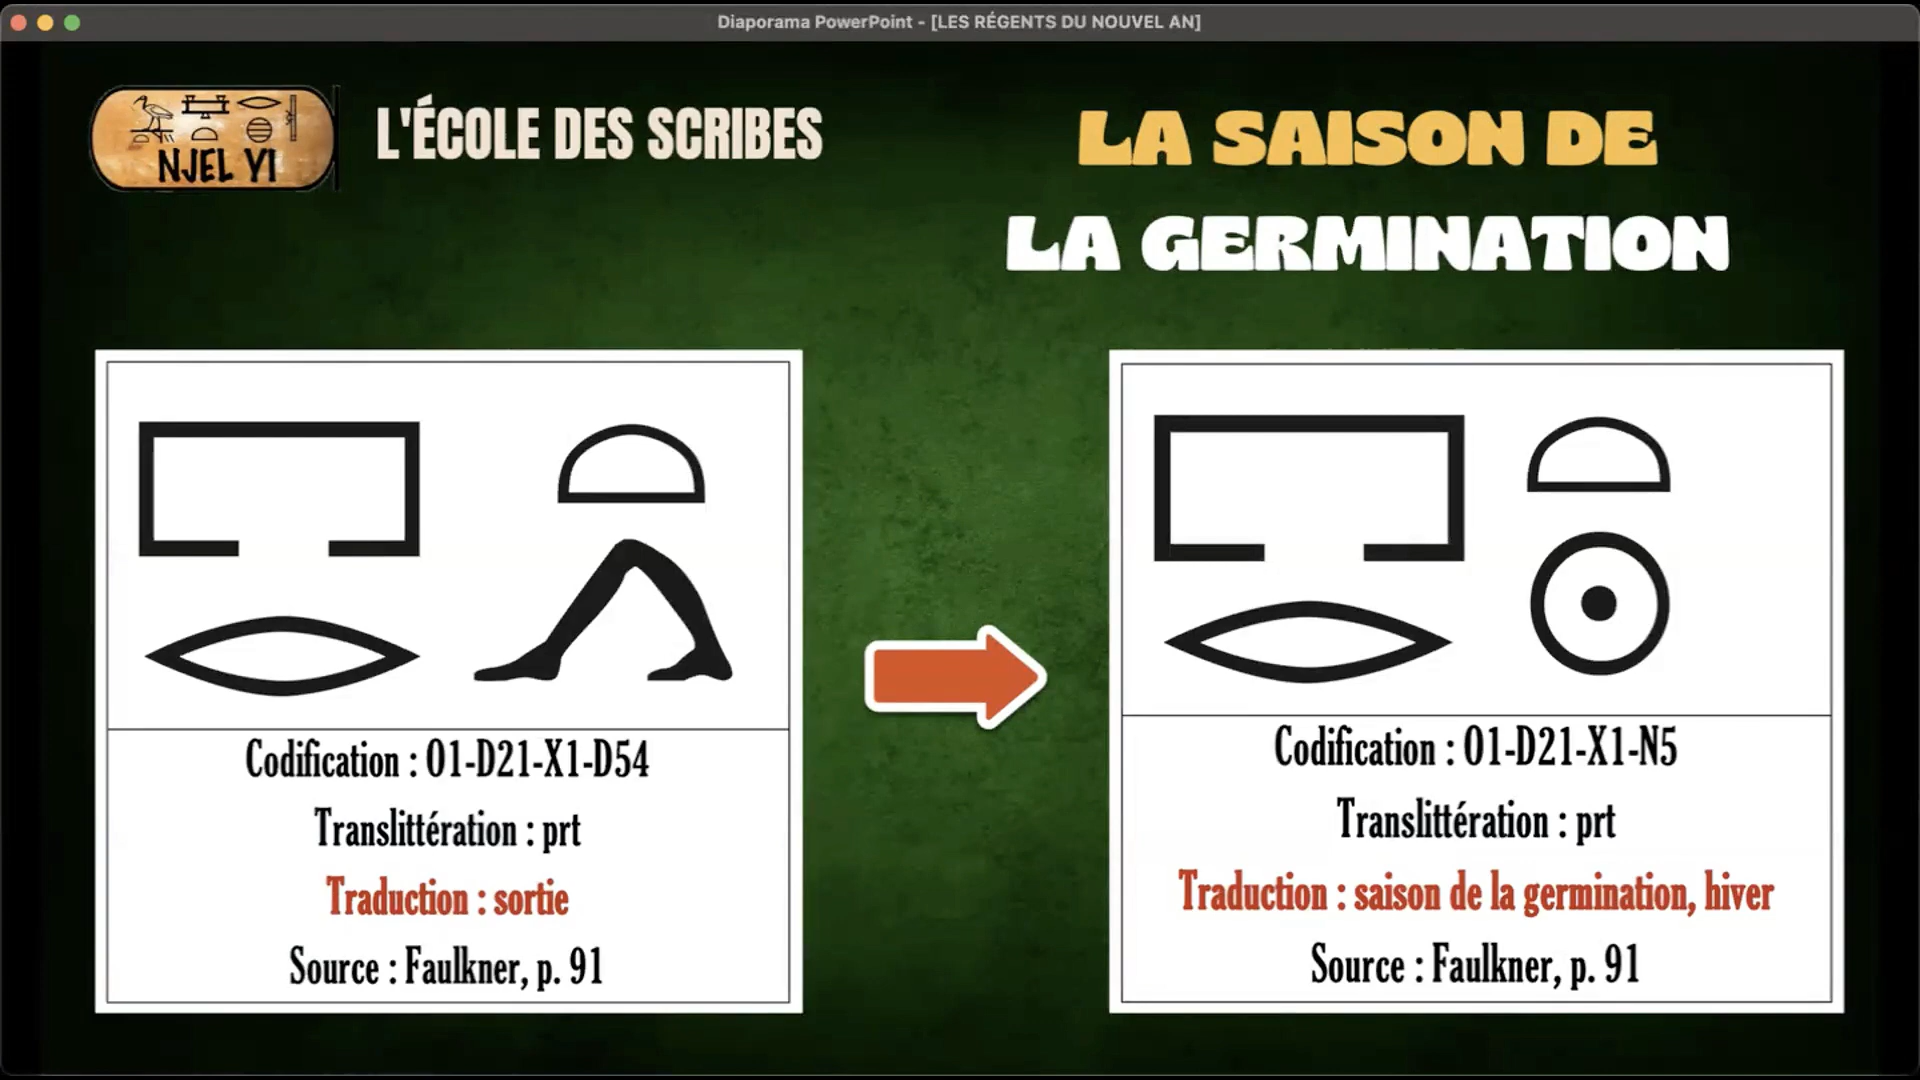 Diaporama PowerPoint - [LES RÉGENTS DU NOUVEL AN]
NJEL YI
L'ÉCOLE DES SCRIBES
LA SAISON DE
LA GERMINATION
Codification : O1-D21-X1-D54
Translittération : prt
Traduction : sortie
Source : Faulkner, p. 91
Codification : O1-D21-X1-N5
Translittération : prt
Traduction : saison de la germination, hiver
Source : Faulkner, p. 91